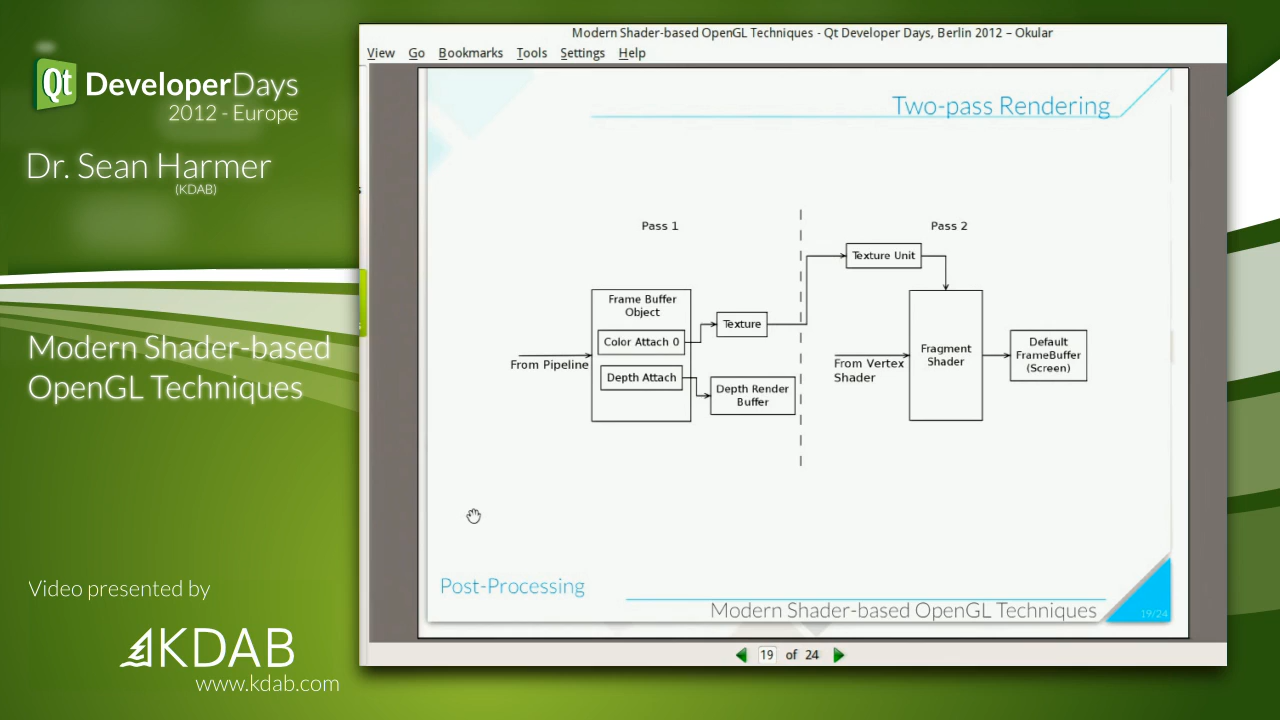 Qt DeveloperDays
2012 - Europe
Dr. Sean Harmer
(KDAB)
Modern Shader-based
OpenGL Techniques
Video presented by
KDAB
www.kdab.com
Modern Shader-based OpenGL Techniques - Qt Developer Days, Berlin 2012 – Okular
View Go Bookmarks Tools Settings Help
Two-pass Rendering
Pass 1
Pass 2
Texture Unit
Frame Buffer
Object
Color Attach 0
Texture
From Pipeline
Depth Attach
Depth Render
Buffer
From Vertex
Shader
Fragment
Shader
Default
FrameBuffer
(Screen)
Post-Processing
Modern Shader-based OpenGL Techniques
19/24
19 of 24